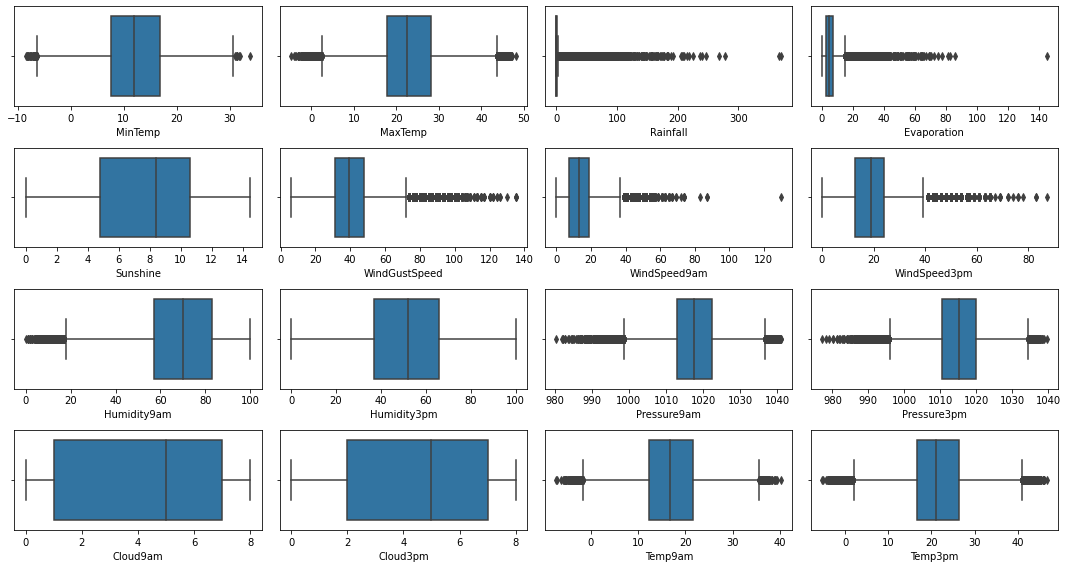 −10 0 10 20 30
MinTemp
0 10 20 30 40 50
MaxTemp
0 100 200 300
Rainfall
0 20 40 60 80 100 120 140
Evaporation
0 2 4 6 8 10 12 14
Sunshine
0 20 40 60 80 100 120 140
WindGustSpeed
0 20 40 60 80 100 120
WindSpeed9am
0 20 40 60 80
WindSpeed3pm
0 20 40 60 80 100
Humidity9am
0 20 40 60 80 100
Humidity3pm
980 990 1000 1010 1020 1030 1040
Pressure9am
980 990 1000 1010 1020 1030 1040
Pressure3pm
0 2 4 6 8
Cloud9am
0 2 4 6 8
Cloud3pm
0 10 20 30 40
Temp9am
0 10 20 30 40
Temp3pm